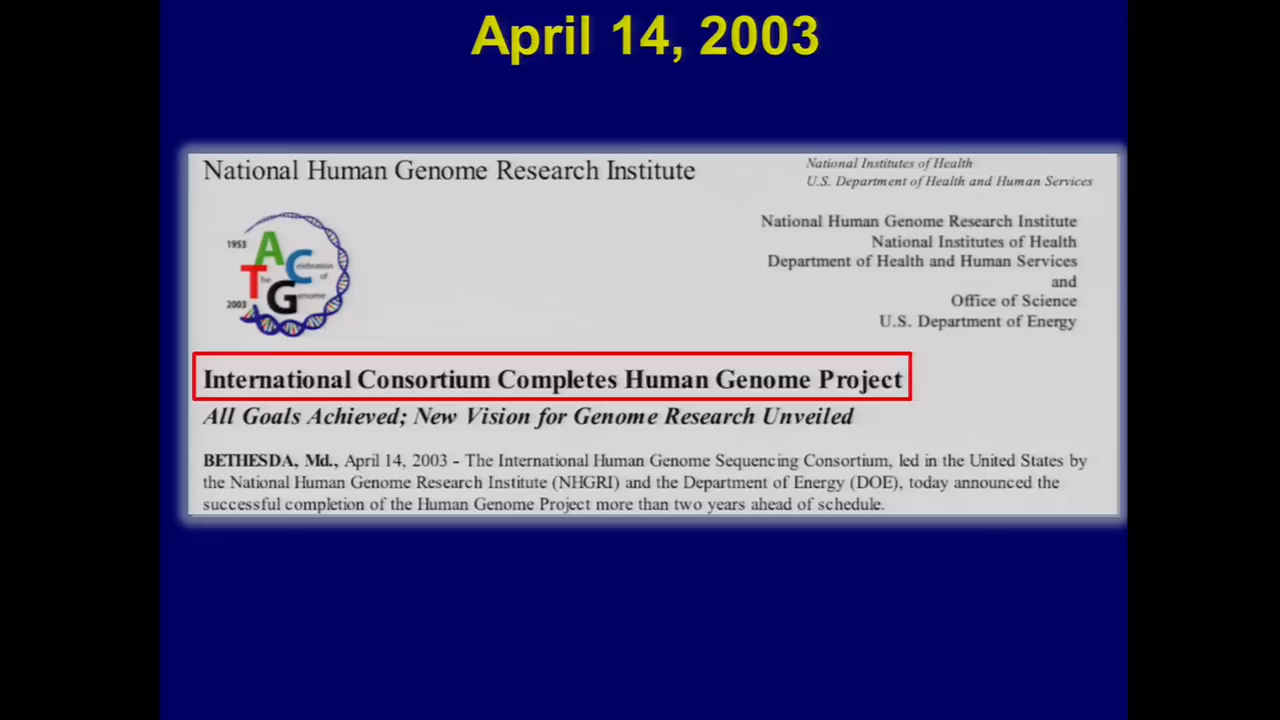 April 14, 2003
National Human Genome Research Institute
National Institutes of Health
U.S. Department of Health and Human Services
National Human Genome Research Institute
National Institutes of Health
Department of Health and Human Services
and
Office of Science
U.S. Department of Energy
1953
A
C
elebration
of
T
he
G
enome
2003
International Consortium Completes Human Genome Project
All Goals Achieved; New Vision for Genome Research Unveiled
BETHESDA, Md., April 14, 2003 - The International Human Genome Sequencing Consortium, led in the United States by
the National Human Genome Research Institute (NHGRI) and the Department of Energy (DOE), today announced the
successful completion of the Human Genome Project more than two years ahead of schedule.